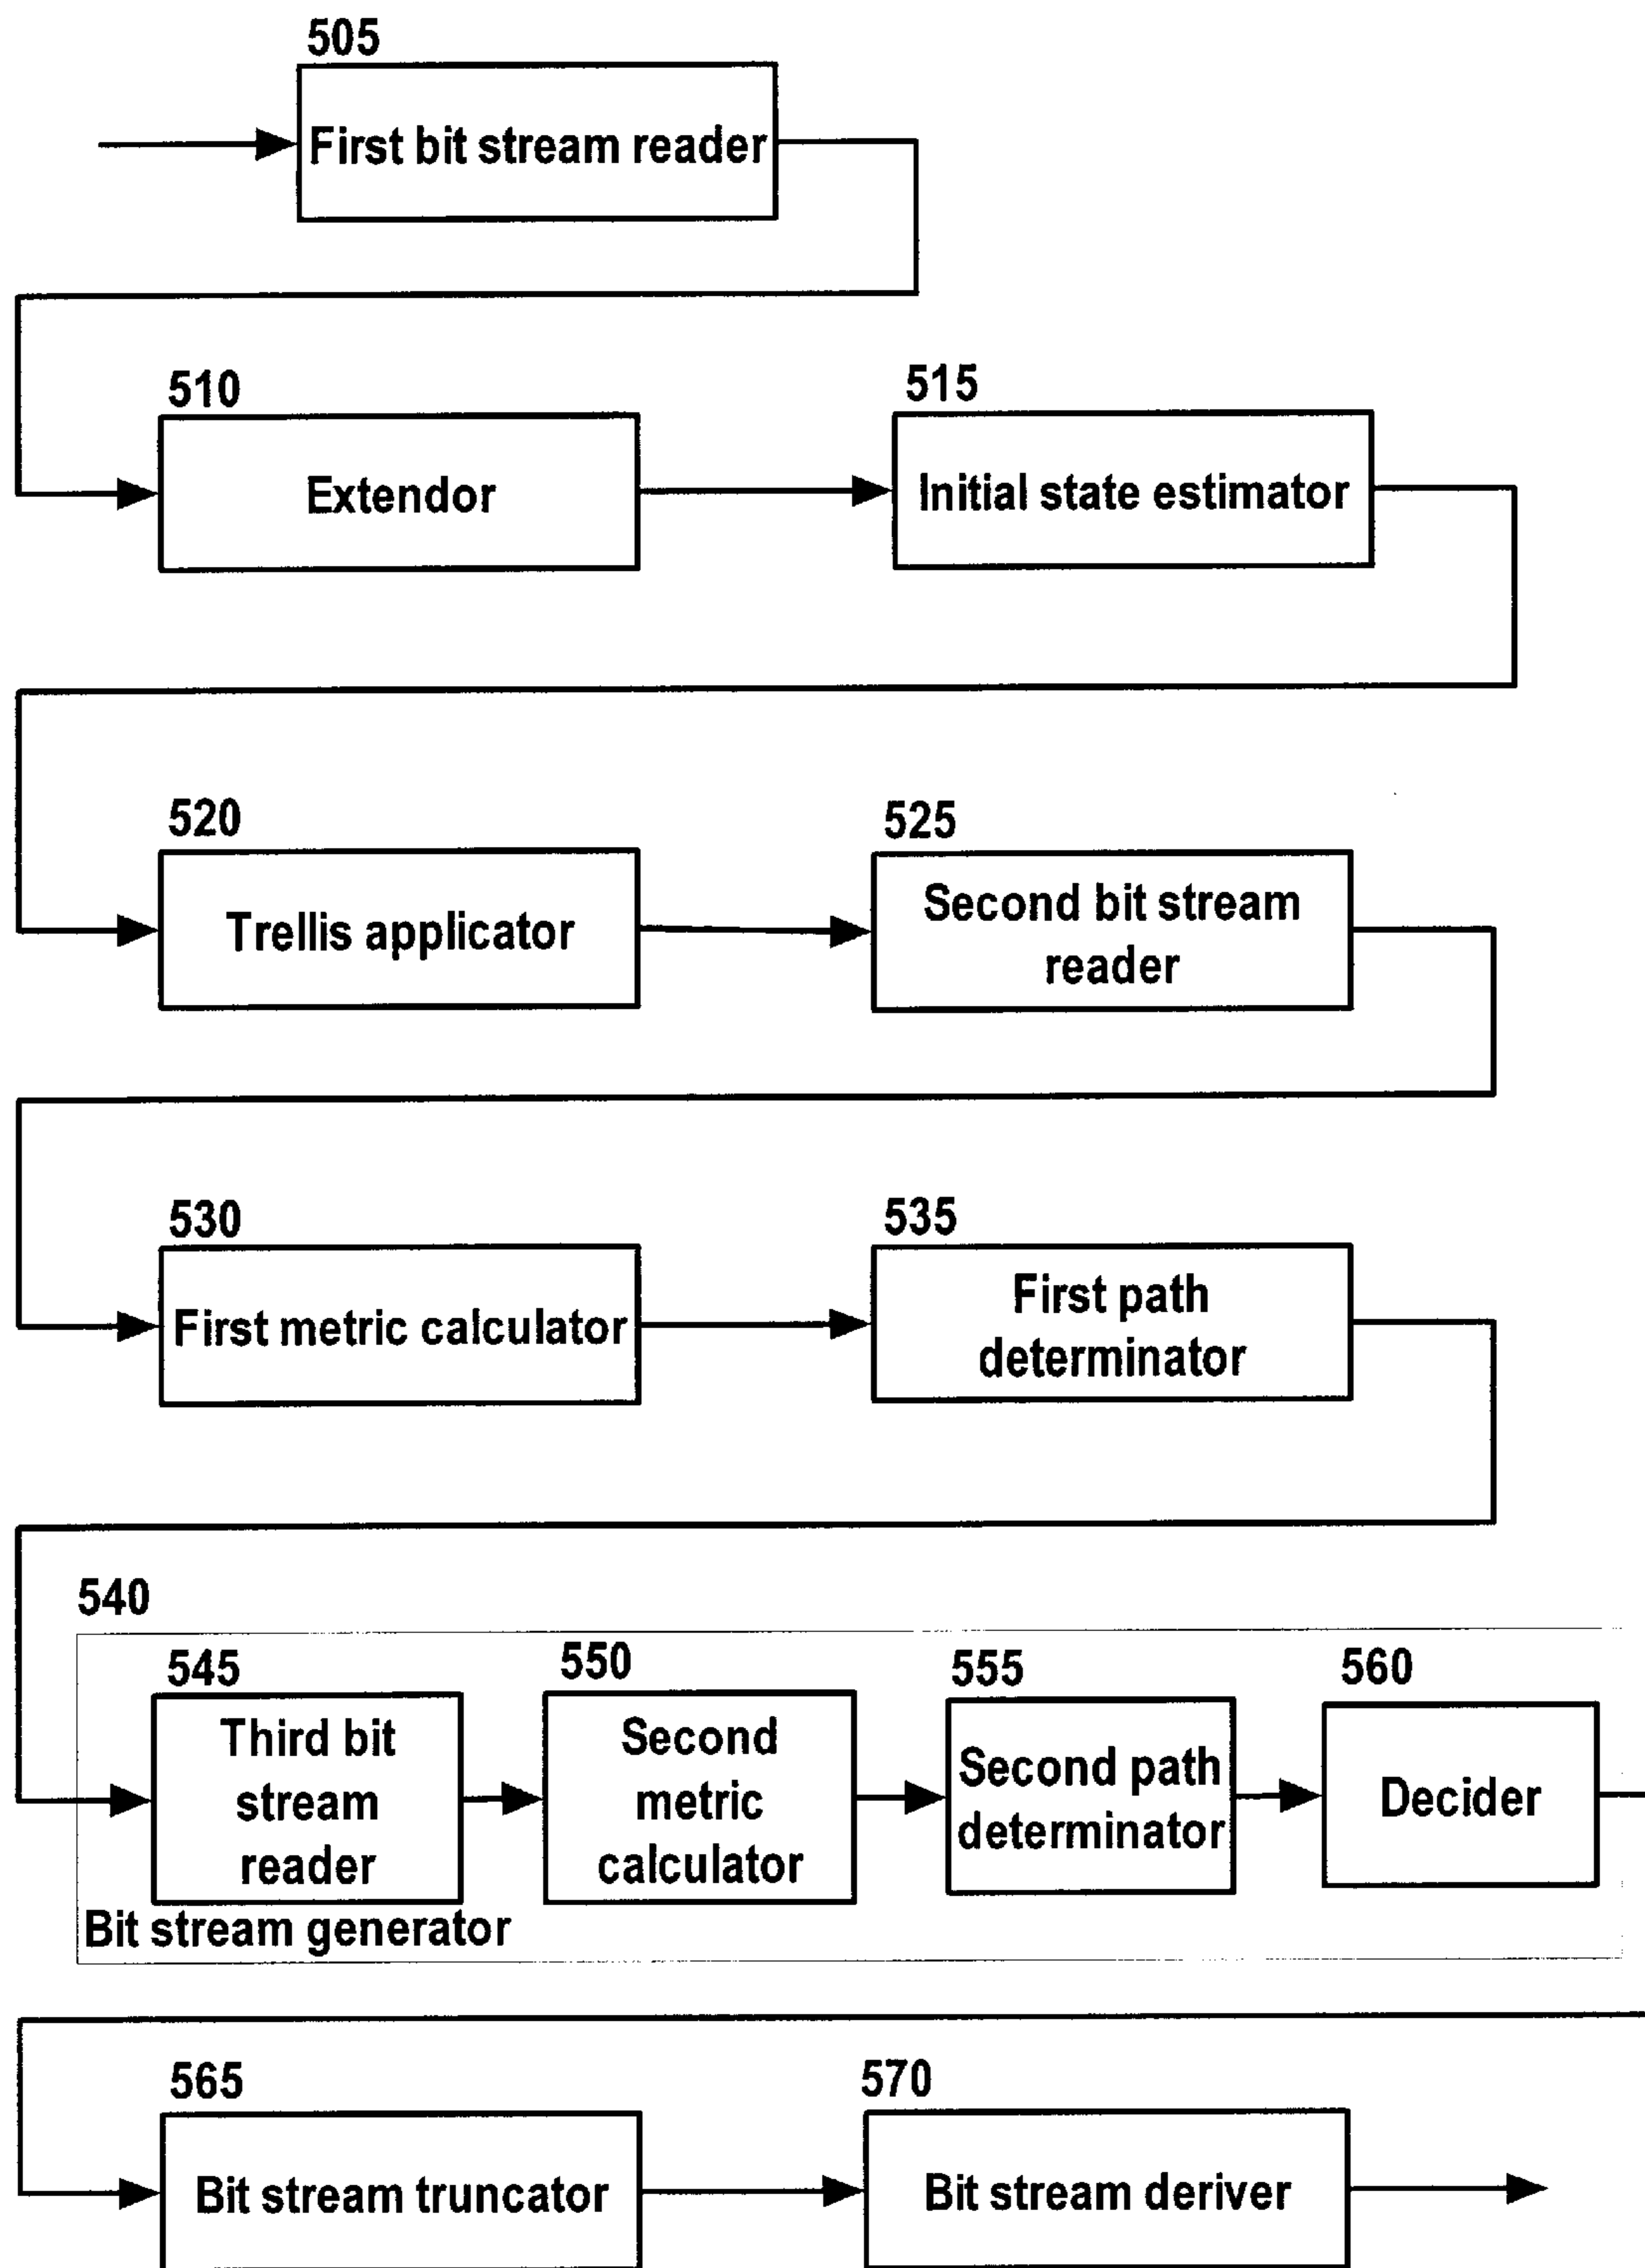 505
First bit stream reader
510
Extendor
515
Initial state estimator
520
Trellis applicator
525
Second bit stream
reader
530
First metric calculator
535
First path
determinator
540
545
Third bit
stream
reader
550
Second
metric
calculator
555
Second path
determinator
560
Decider
Bit stream generator
565
Bit stream truncator
570
Bit stream deriver